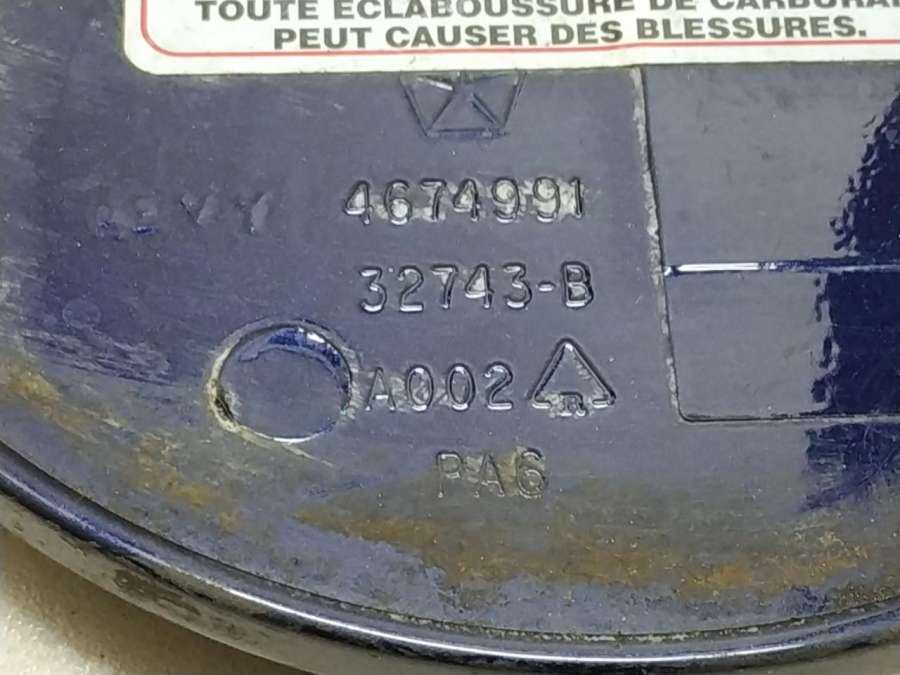 TOUTE ECLABOUSSURE DE CARBURA
PEUT CAUSER DES BLESSURES.
4674991
32743-B
A002
PA6